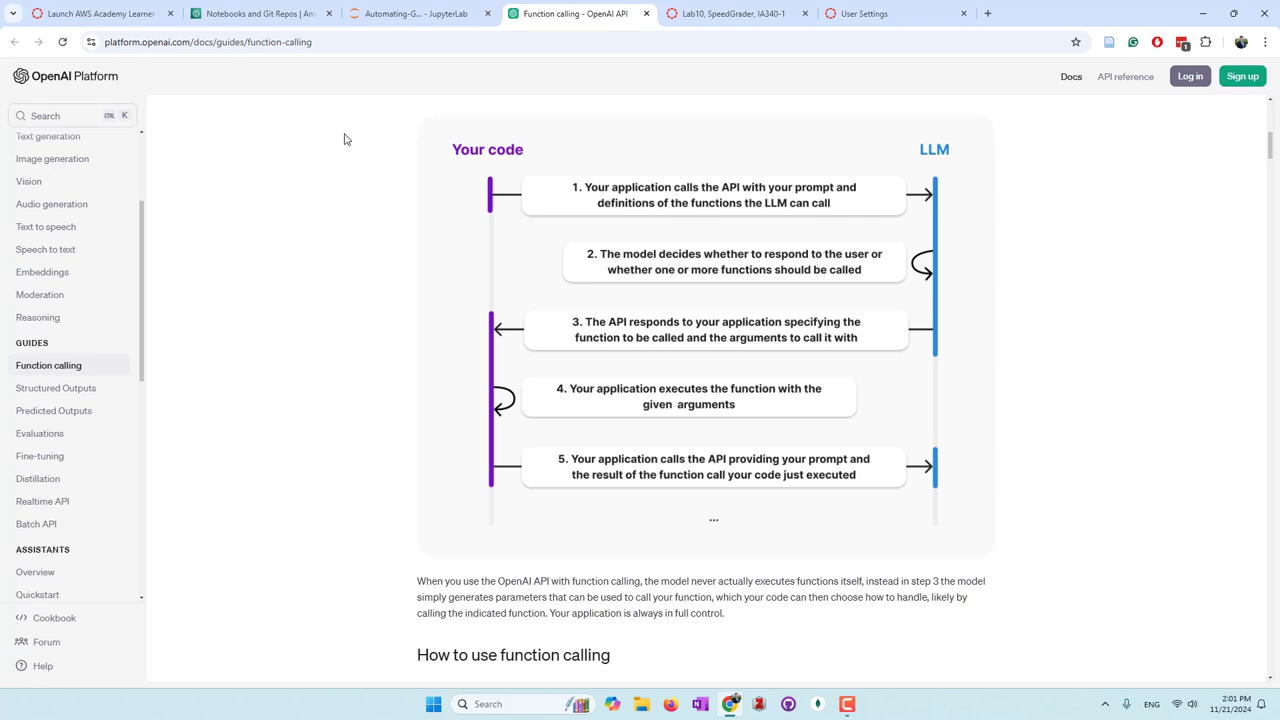 Launch AWS Academy Learner
Notebooks and Git Repos | Am
Automating-G... - JupyterLab
Function calling - OpenAI API
Lab10, SpeedGrader, IA340-1
User Settings
platform.openai.com/docs/guides/function-calling
OpenAI Platform
Docs
API reference
Log in
Sign up
Search
CTRL K
Text generation
Image generation
Vision
Audio generation
Text to speech
Speech to text
Embeddings
Moderation
Reasoning
GUIDES
Function calling
Structured Outputs
Predicted Outputs
Evaluations
Fine-tuning
Distillation
Realtime API
Batch API
ASSISTANTS
Overview
Quickstart
Cookbook
Forum
Help
Your code
LLM
1. Your application calls the API with your prompt and
definitions of the functions the LLM can call
2. The model decides whether to respond to the user or
whether one or more functions should be called
3. The API responds to your application specifying the
function to be called and the arguments to call it with
4. Your application executes the function with the
given arguments
5. Your application calls the API providing your prompt and
the result of the function call your code just executed
...
When you use the OpenAI API with function calling, the model never actually executes functions itself, instead in step 3 the model
simply generates parameters that can be used to call your function, which your code can then choose how to handle, likely by
calling the indicated function. Your application is always in full control.
How to use function calling
Search
ENG
2:01 PM
11/21/2024